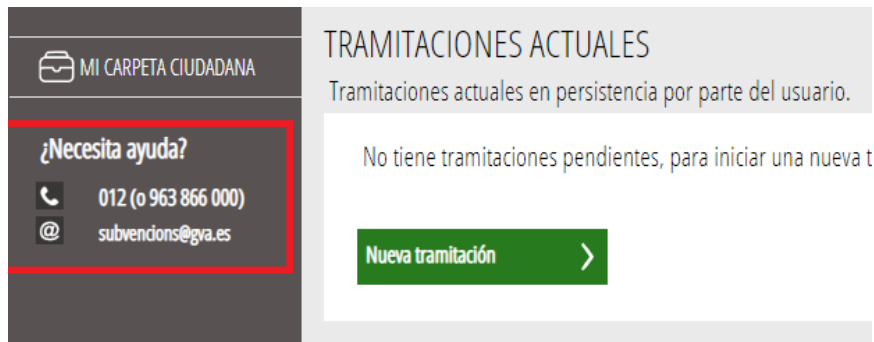 MI CARPETA CIUDADANA
¿Necesita ayuda?
012 (o 963 866 000)
@ subvencions@gva.es
TRAMITACIONES ACTUALES
Tramitaciones actuales en persistencia por parte del usuario.
No tiene tramitaciones pendientes, para iniciar una nueva t
Nueva tramitación